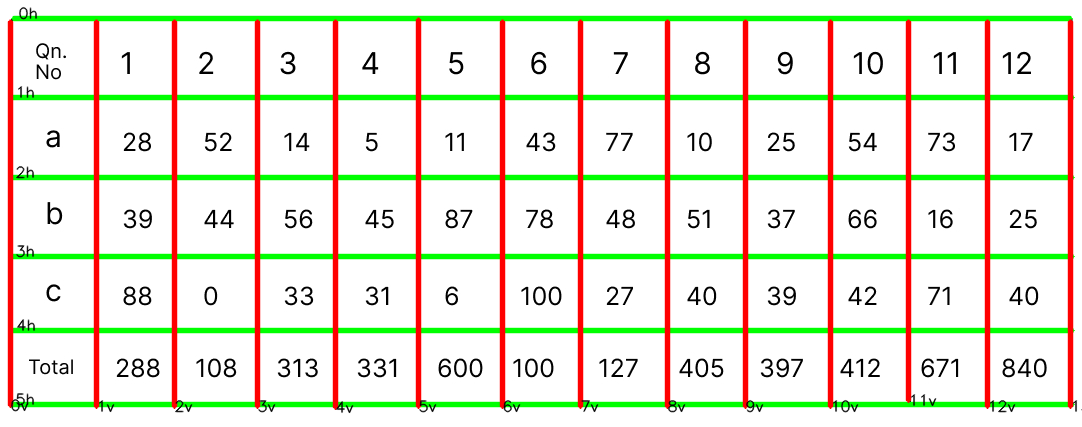 0h
Qn.
No 1 2 3 4 5 6 7 8 9 10 11 12
1h
a 28 52 14 5 11 43 77 10 25 54 73 17
2h
b 39 44 56 45 87 78 48 51 37 66 16 25
3h
c 88 0 33 31 6 100 27 40 39 42 71 40
4h
Total 288 108 313 331 600 100 127 405 397 412 671 840
5h
0v 1v 2v 3v 4v 5v 6v 7v 8v 9v 10v 11v 12v